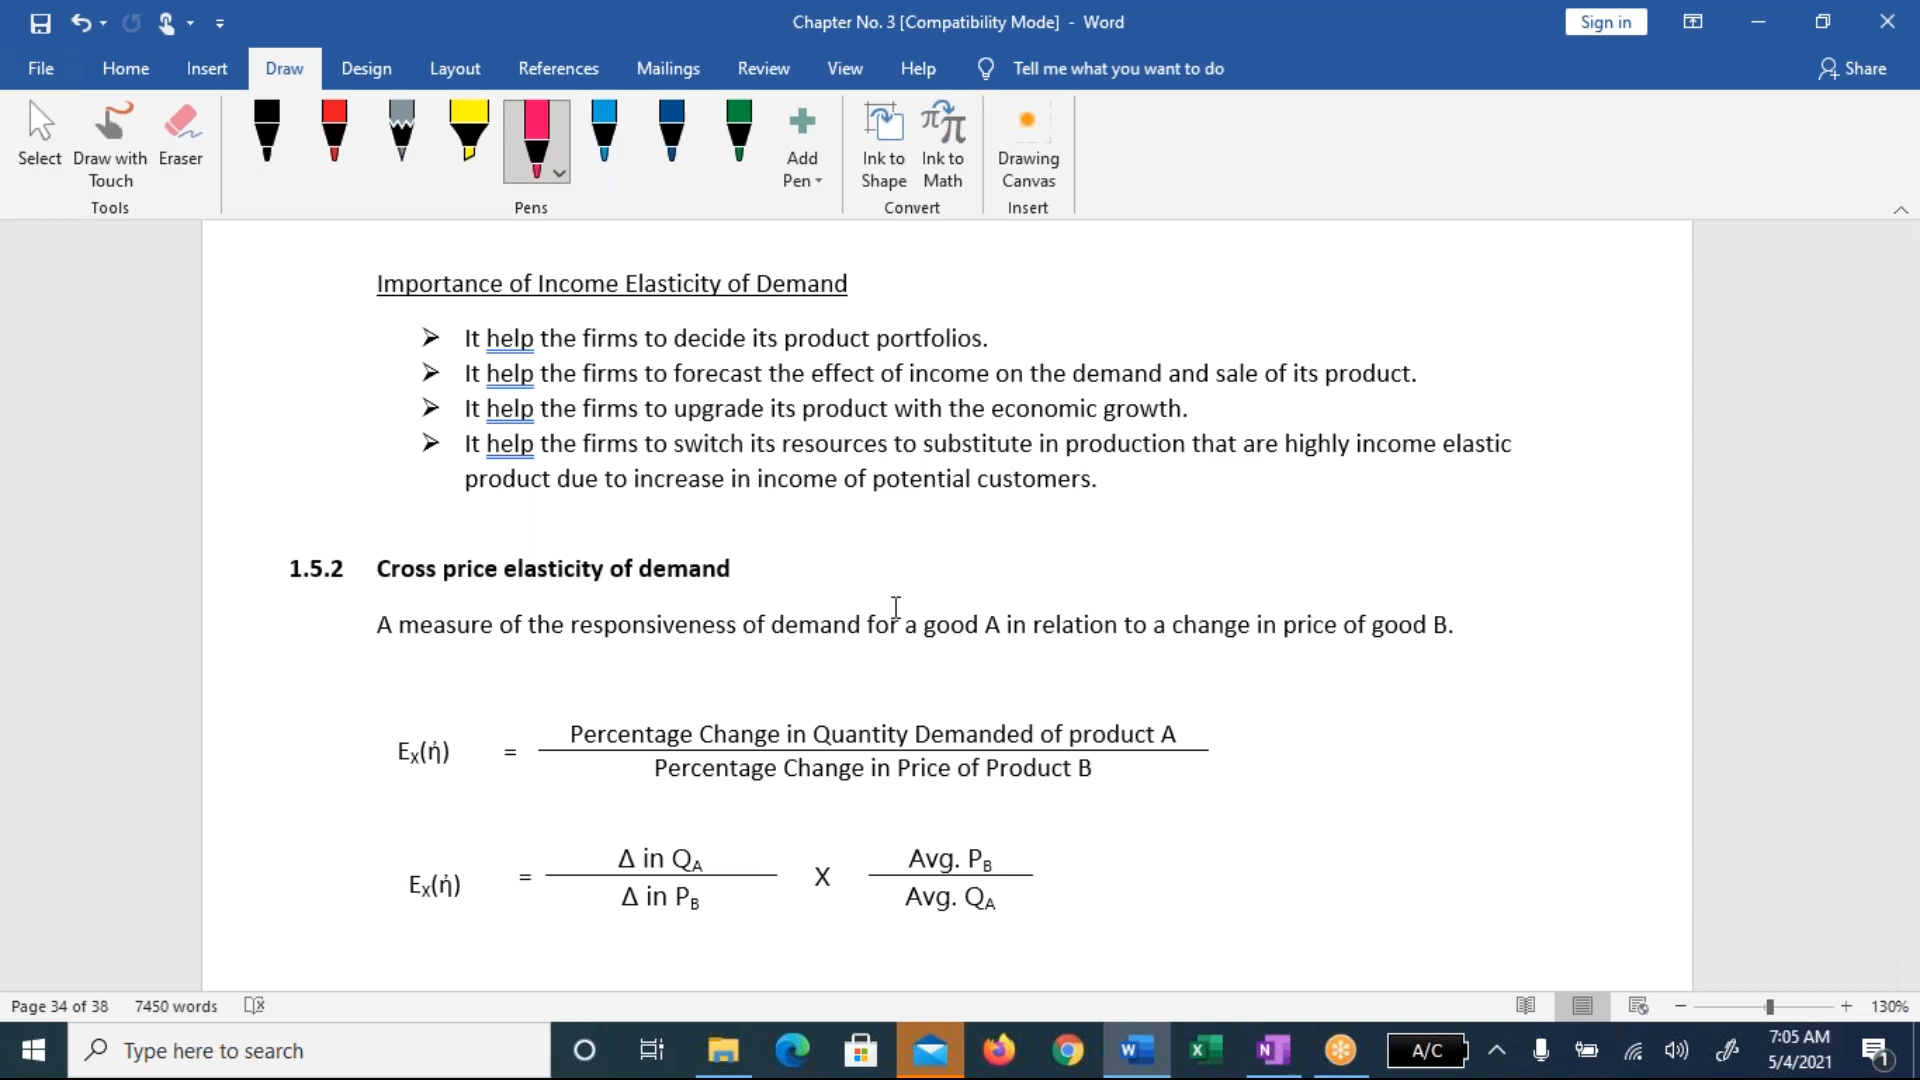 Chapter No. 3 [Compatibility Mode] - Word
Sign in
File Home Insert Draw Design Layout References Mailings Review View Help Tell me what you want to do Share
Select Draw with Touch Eraser Add Pen Ink to Shape Ink to Math Drawing Canvas
Tools Pens Convert Insert
Importance of Income Elasticity of Demand
➢ It help the firms to decide its product portfolios.
➢ It help the firms to forecast the effect of income on the demand and sale of its product.
➢ It help the firms to upgrade its product with the economic growth.
➢ It help the firms to switch its resources to substitute in production that are highly income elastic
product due to increase in income of potential customers.
1.5.2 Cross price elasticity of demand
A measure of the responsiveness of demand for a good A in relation to a change in price of good B.
Percentage Change in Quantity Demanded of product A
Eₓ(ἠ) =
Percentage Change in Price of Product B
Δ in Q_A Avg. P_B
Eₓ(ἠ) = X
Δ in P_B Avg. Q_A
Page 34 of 38 7450 words 130%
Type here to search A/C 7:05 AM
5/4/2021 1